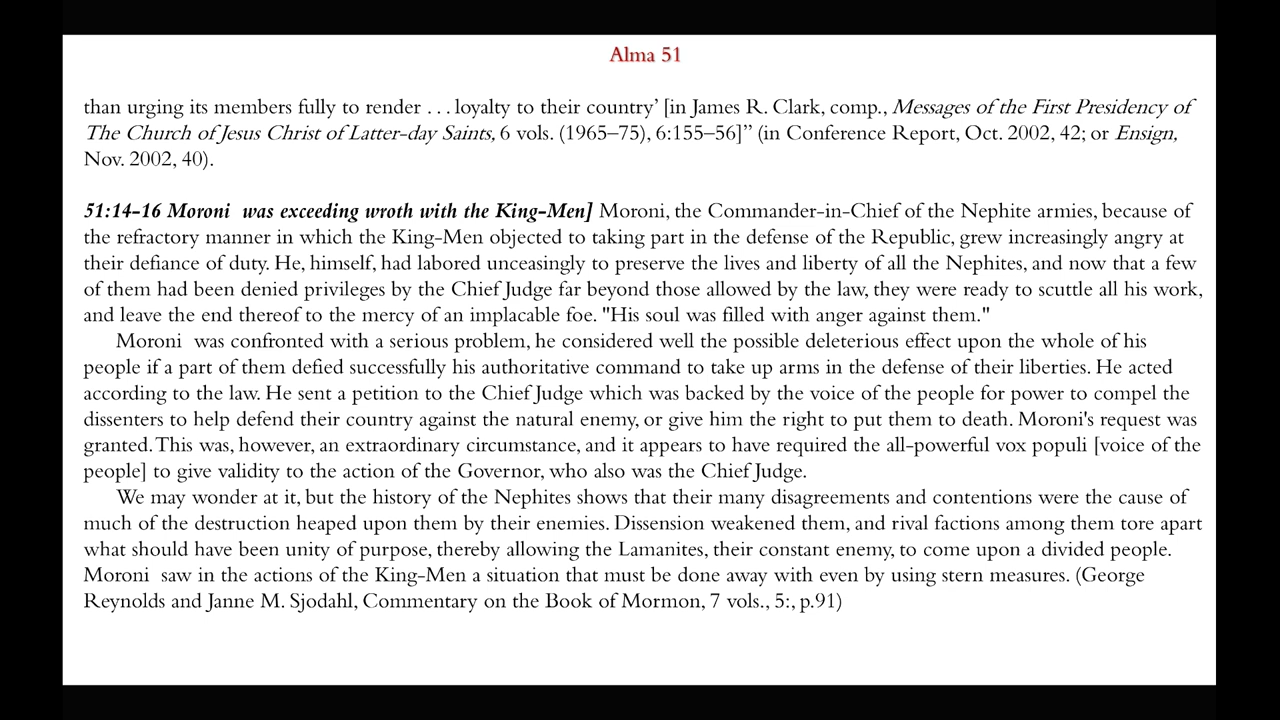 Alma 51
than urging its members fully to render . . . loyalty to their country’ [in James R. Clark, comp., Messages of the First Presidency of
The Church of Jesus Christ of Latter-day Saints, 6 vols. (1965–75), 6:155–56]” (in Conference Report, Oct. 2002, 42; or Ensign,
Nov. 2002, 40).
51:14-16 Moroni was exceeding wroth with the King-Men] Moroni, the Commander-in-Chief of the Nephite armies, because of
the refractory manner in which the King-Men objected to taking part in the defense of the Republic, grew increasingly angry at
their defiance of duty. He, himself, had labored unceasingly to preserve the lives and liberty of all the Nephites, and now that a few
of them had been denied privileges by the Chief Judge far beyond those allowed by the law, they were ready to scuttle all his work,
and leave the end thereof to the mercy of an implacable foe. "His soul was filled with anger against them."
Moroni was confronted with a serious problem, he considered well the possible deleterious effect upon the whole of his
people if a part of them defied successfully his authoritative command to take up arms in the defense of their liberties. He acted
according to the law. He sent a petition to the Chief Judge which was backed by the voice of the people for power to compel the
dissenters to help defend their country against the natural enemy, or give him the right to put them to death. Moroni's request was
granted. This was, however, an extraordinary circumstance, and it appears to have required the all-powerful vox populi [voice of the
people] to give validity to the action of the Governor, who also was the Chief Judge.
We may wonder at it, but the history of the Nephites shows that their many disagreements and contentions were the cause of
much of the destruction heaped upon them by their enemies. Dissension weakened them, and rival factions among them tore apart
what should have been unity of purpose, thereby allowing the Lamanites, their constant enemy, to come upon a divided people.
Moroni saw in the actions of the King-Men a situation that must be done away with even by using stern measures. (George
Reynolds and Janne M. Sjodahl, Commentary on the Book of Mormon, 7 vols., 5:, p.91)